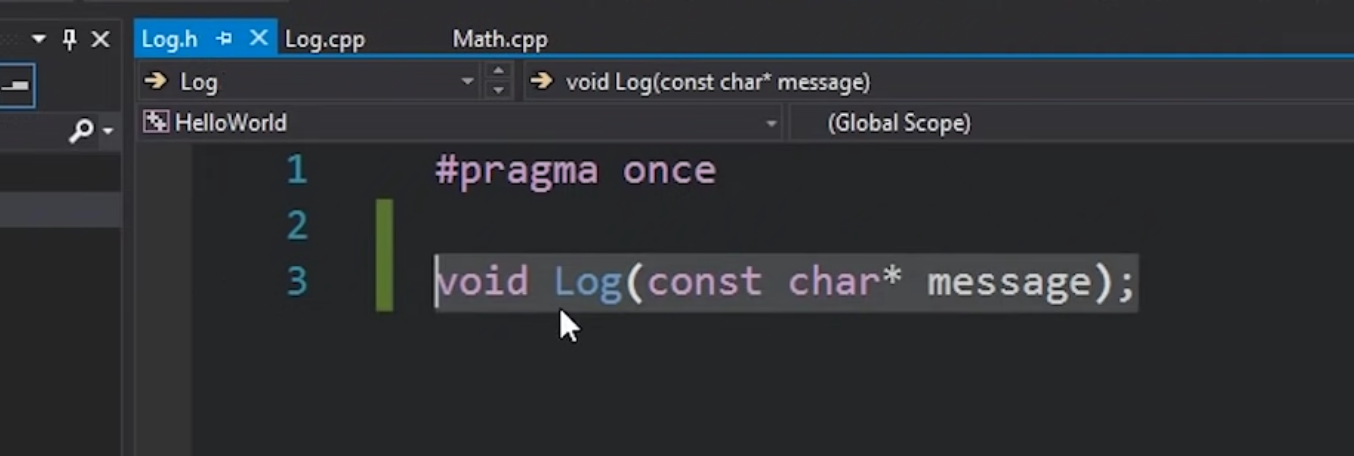 Log.h Log.cpp Math.cpp
Log void Log(const char* message)
HelloWorld (Global Scope)
1 #pragma once
2
3 void Log(const char* message);